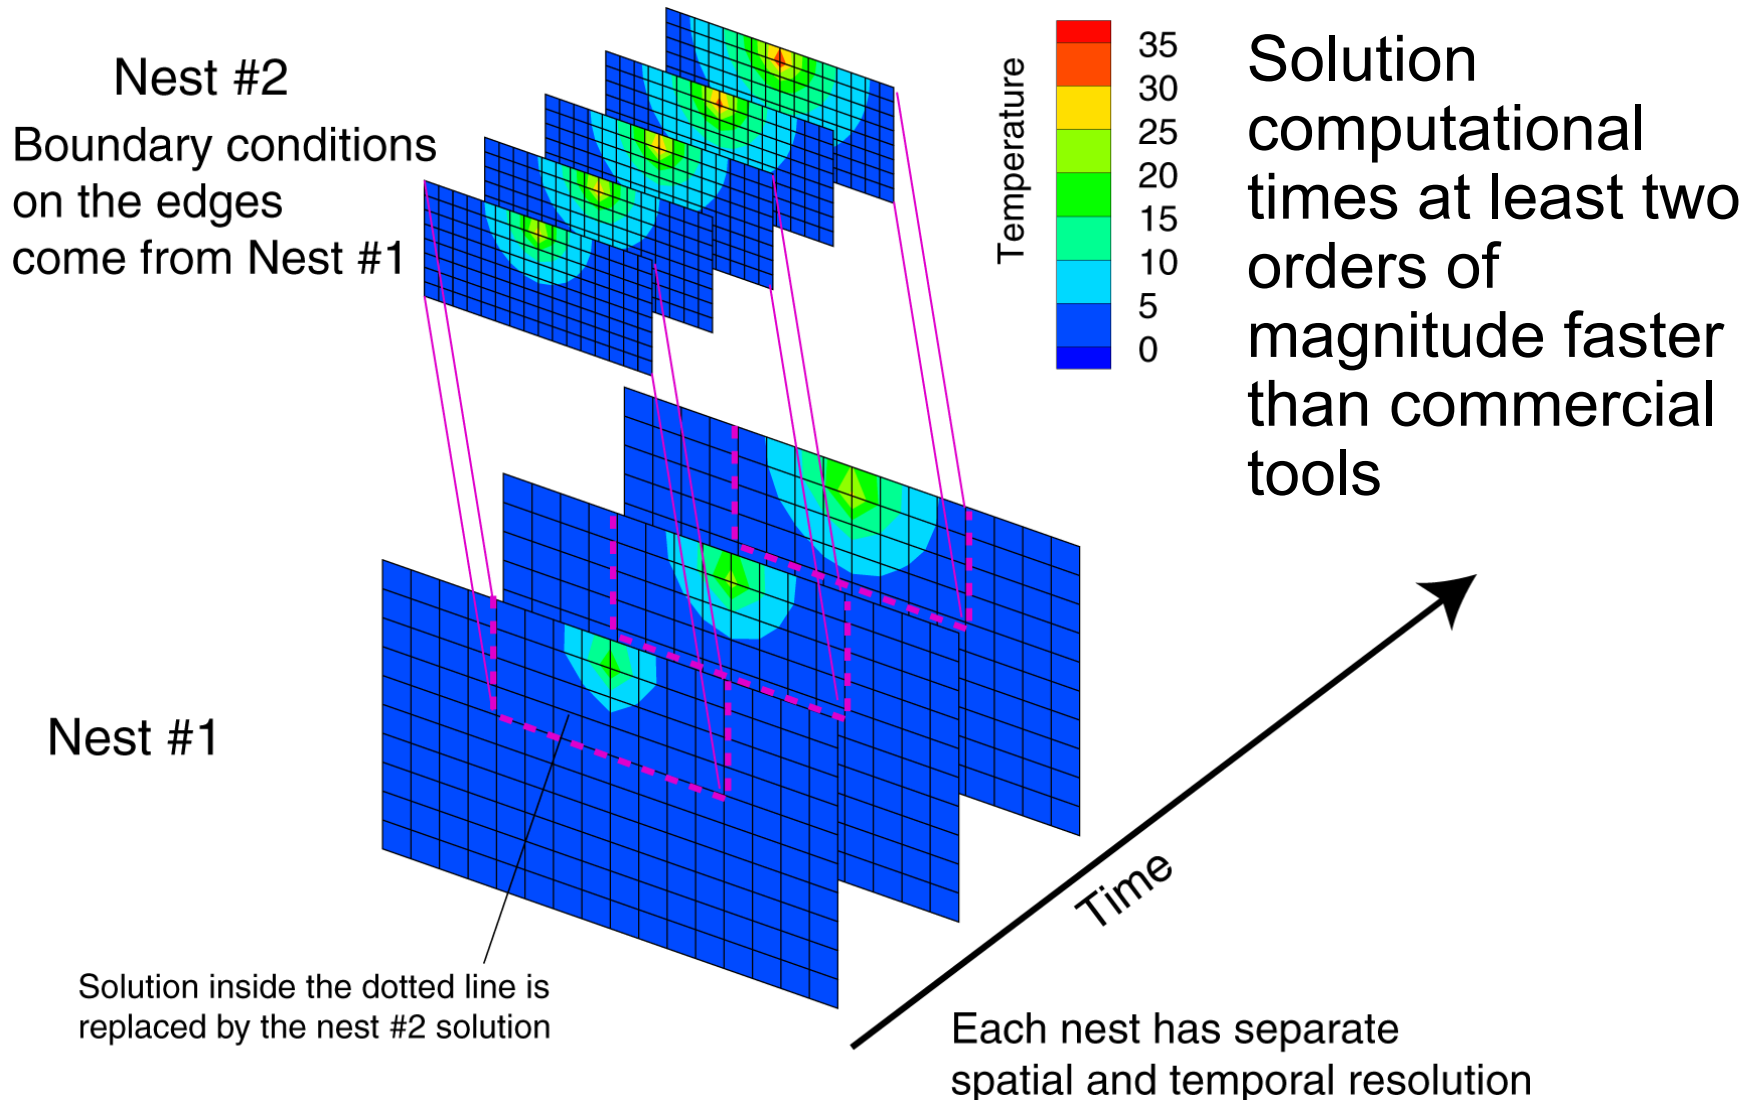 Nest #2
Boundary conditions
on the edges
come from Nest #1
Temperature
35
30
25
20
15
10
5
0
Solution
computational
times at least two
orders of
magnitude faster
than commercial
tools
Nest #1
Time
Solution inside the dotted line is
replaced by the nest #2 solution
Each nest has separate
spatial and temporal resolution